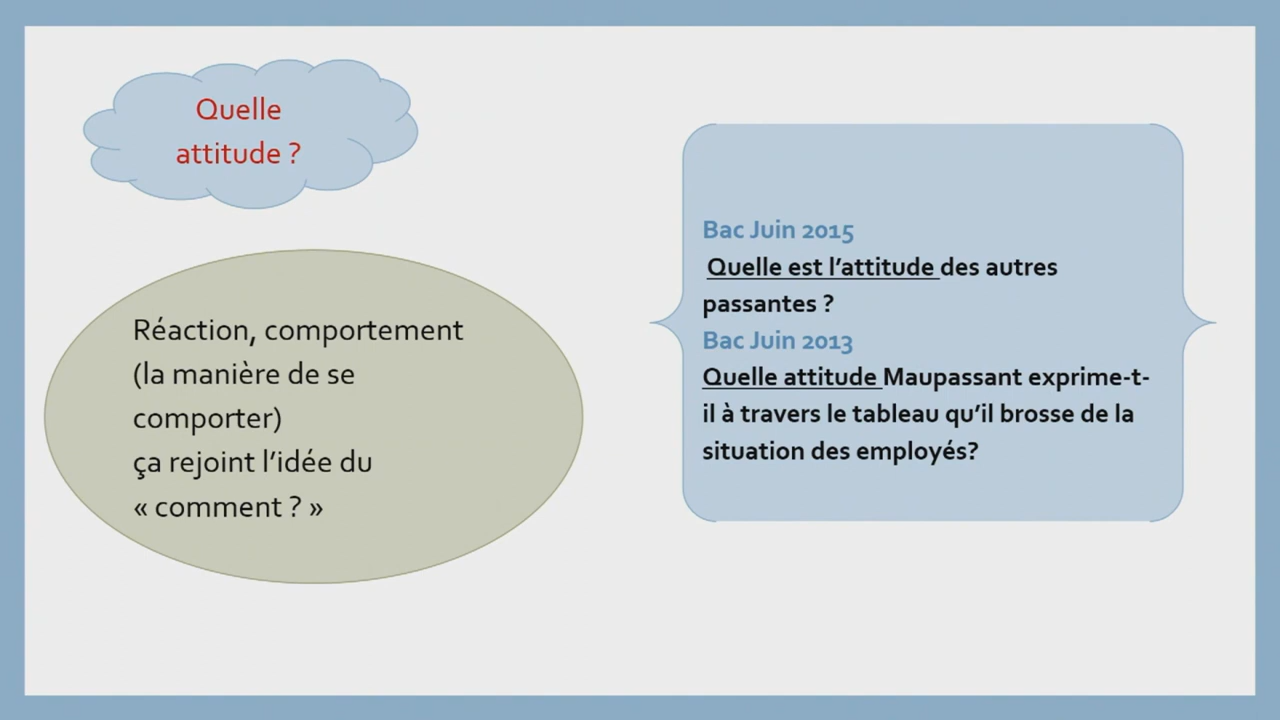 Quelle
attitude ?
Réaction, comportement
(la manière de se
comporter)
ça rejoint l’idée du
« comment ? »
Bac Juin 2015
Quelle est l’attitude des autres
passantes ?
Bac Juin 2013
Quelle attitude Maupassant exprime-t-
il à travers le tableau qu’il brosse de la
situation des employés?